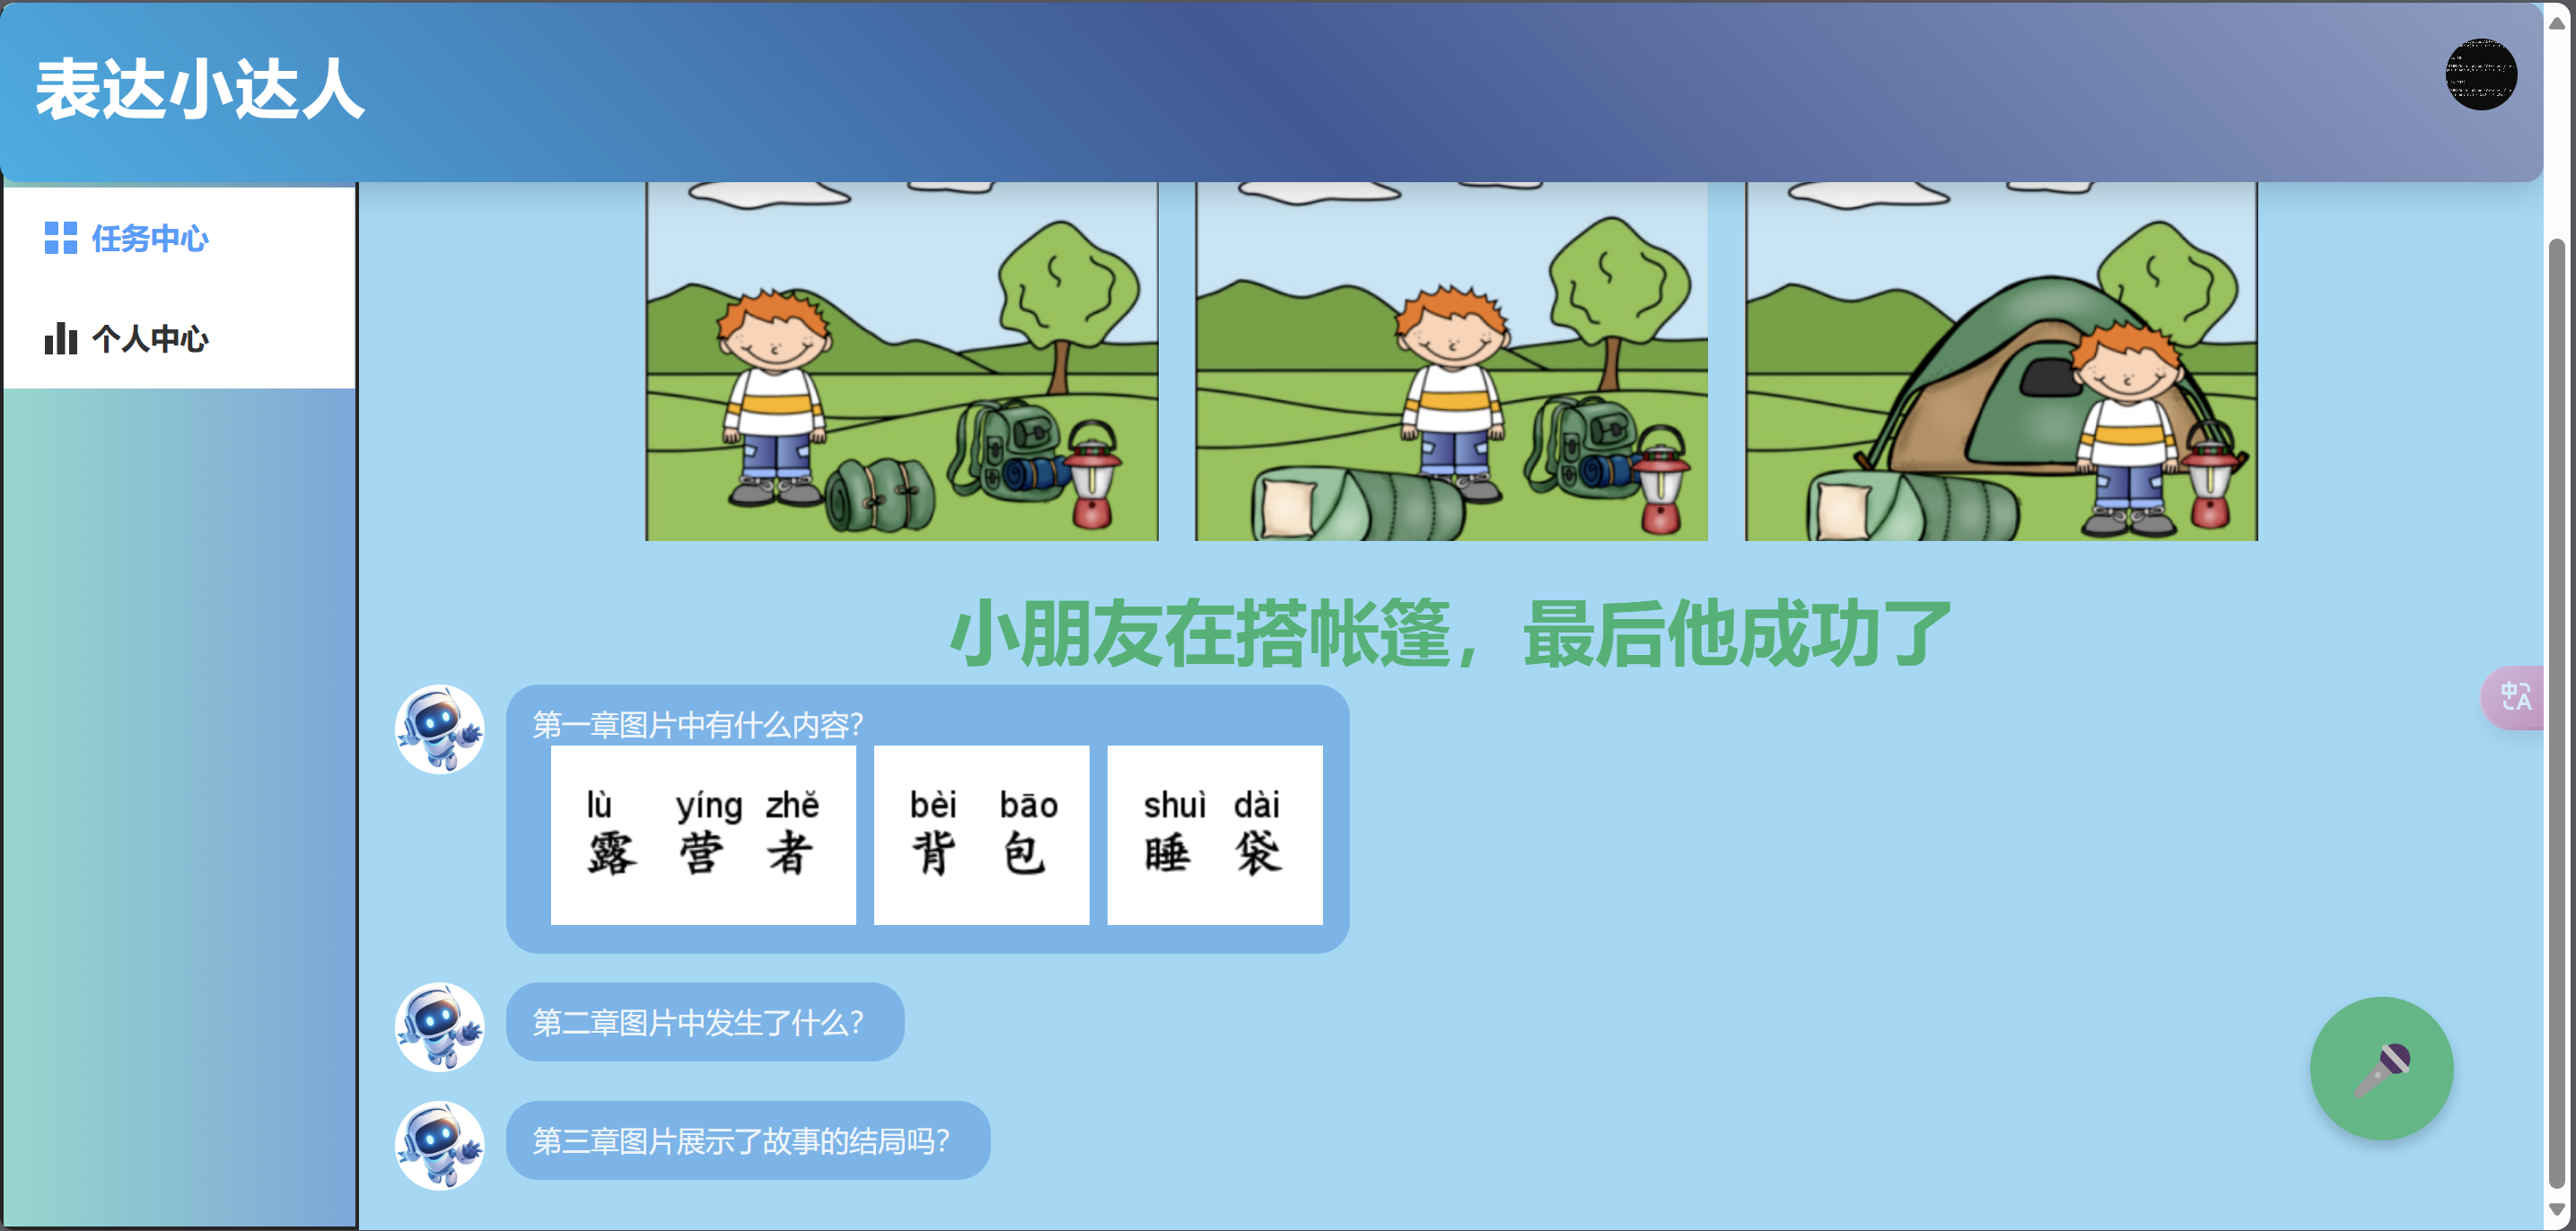 表达小达人
任务中心
个人中心
小朋友在搭帐篷，最后他成功了
第一章图片中有什么内容？
lù yíng zhě
露营者
bèi bāo
背包
shuì dài
睡袋
第二章图片中发生了什么？
第三章图片展示了故事的结局吗？
中A